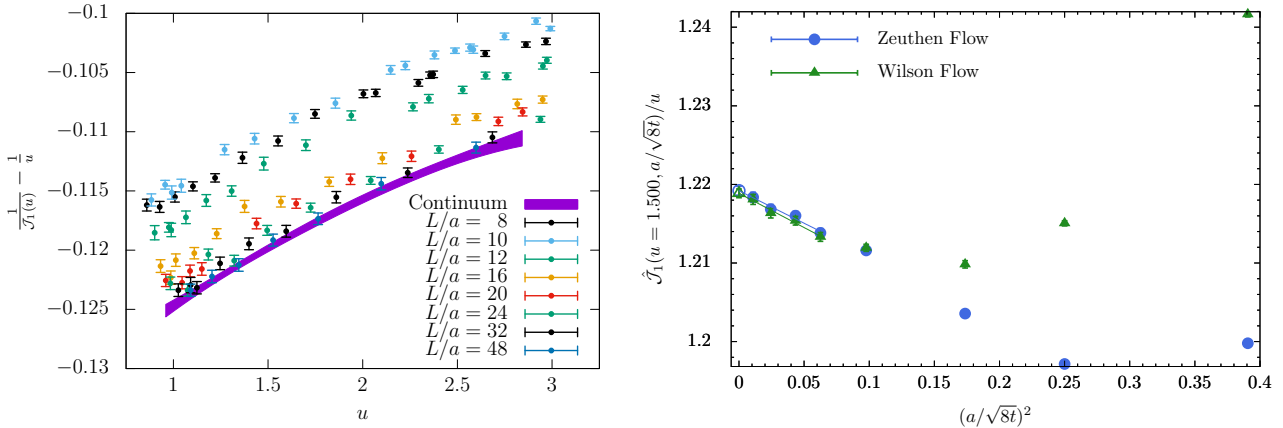 −0.1
−0.105
−0.11
−0.115
−0.12
−0.125
−0.13
1/𝒥₁(u) − 1/u
1 1.5 2 2.5 3
u
Continuum
L/a = 8
L/a = 10
L/a = 12
L/a = 16
L/a = 20
L/a = 24
L/a = 32
L/a = 48
1.24
1.23
1.22
1.21
1.2
𝒥̂₁(u = 1.500, a/√8t)/u
Zeuthen Flow
Wilson Flow
0 0.05 0.1 0.15 0.2 0.25 0.3 0.35 0.4
(a/√8t)²